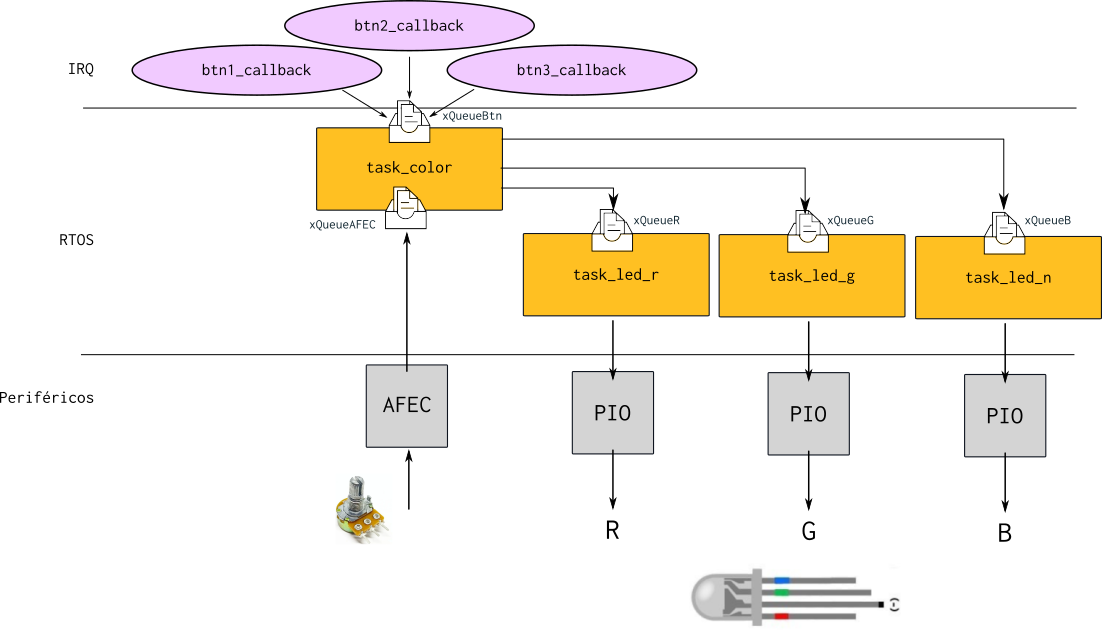 btn2_callback
IRQ
btn1_callback
btn3_callback
xQueueBtn
task_color
xQueueAFEC
xQueueR
xQueueG
xQueueB
RTOS
task_led_r
task_led_g
task_led_n
Periféricos
AFEC
PIO
PIO
PIO
R
G
B